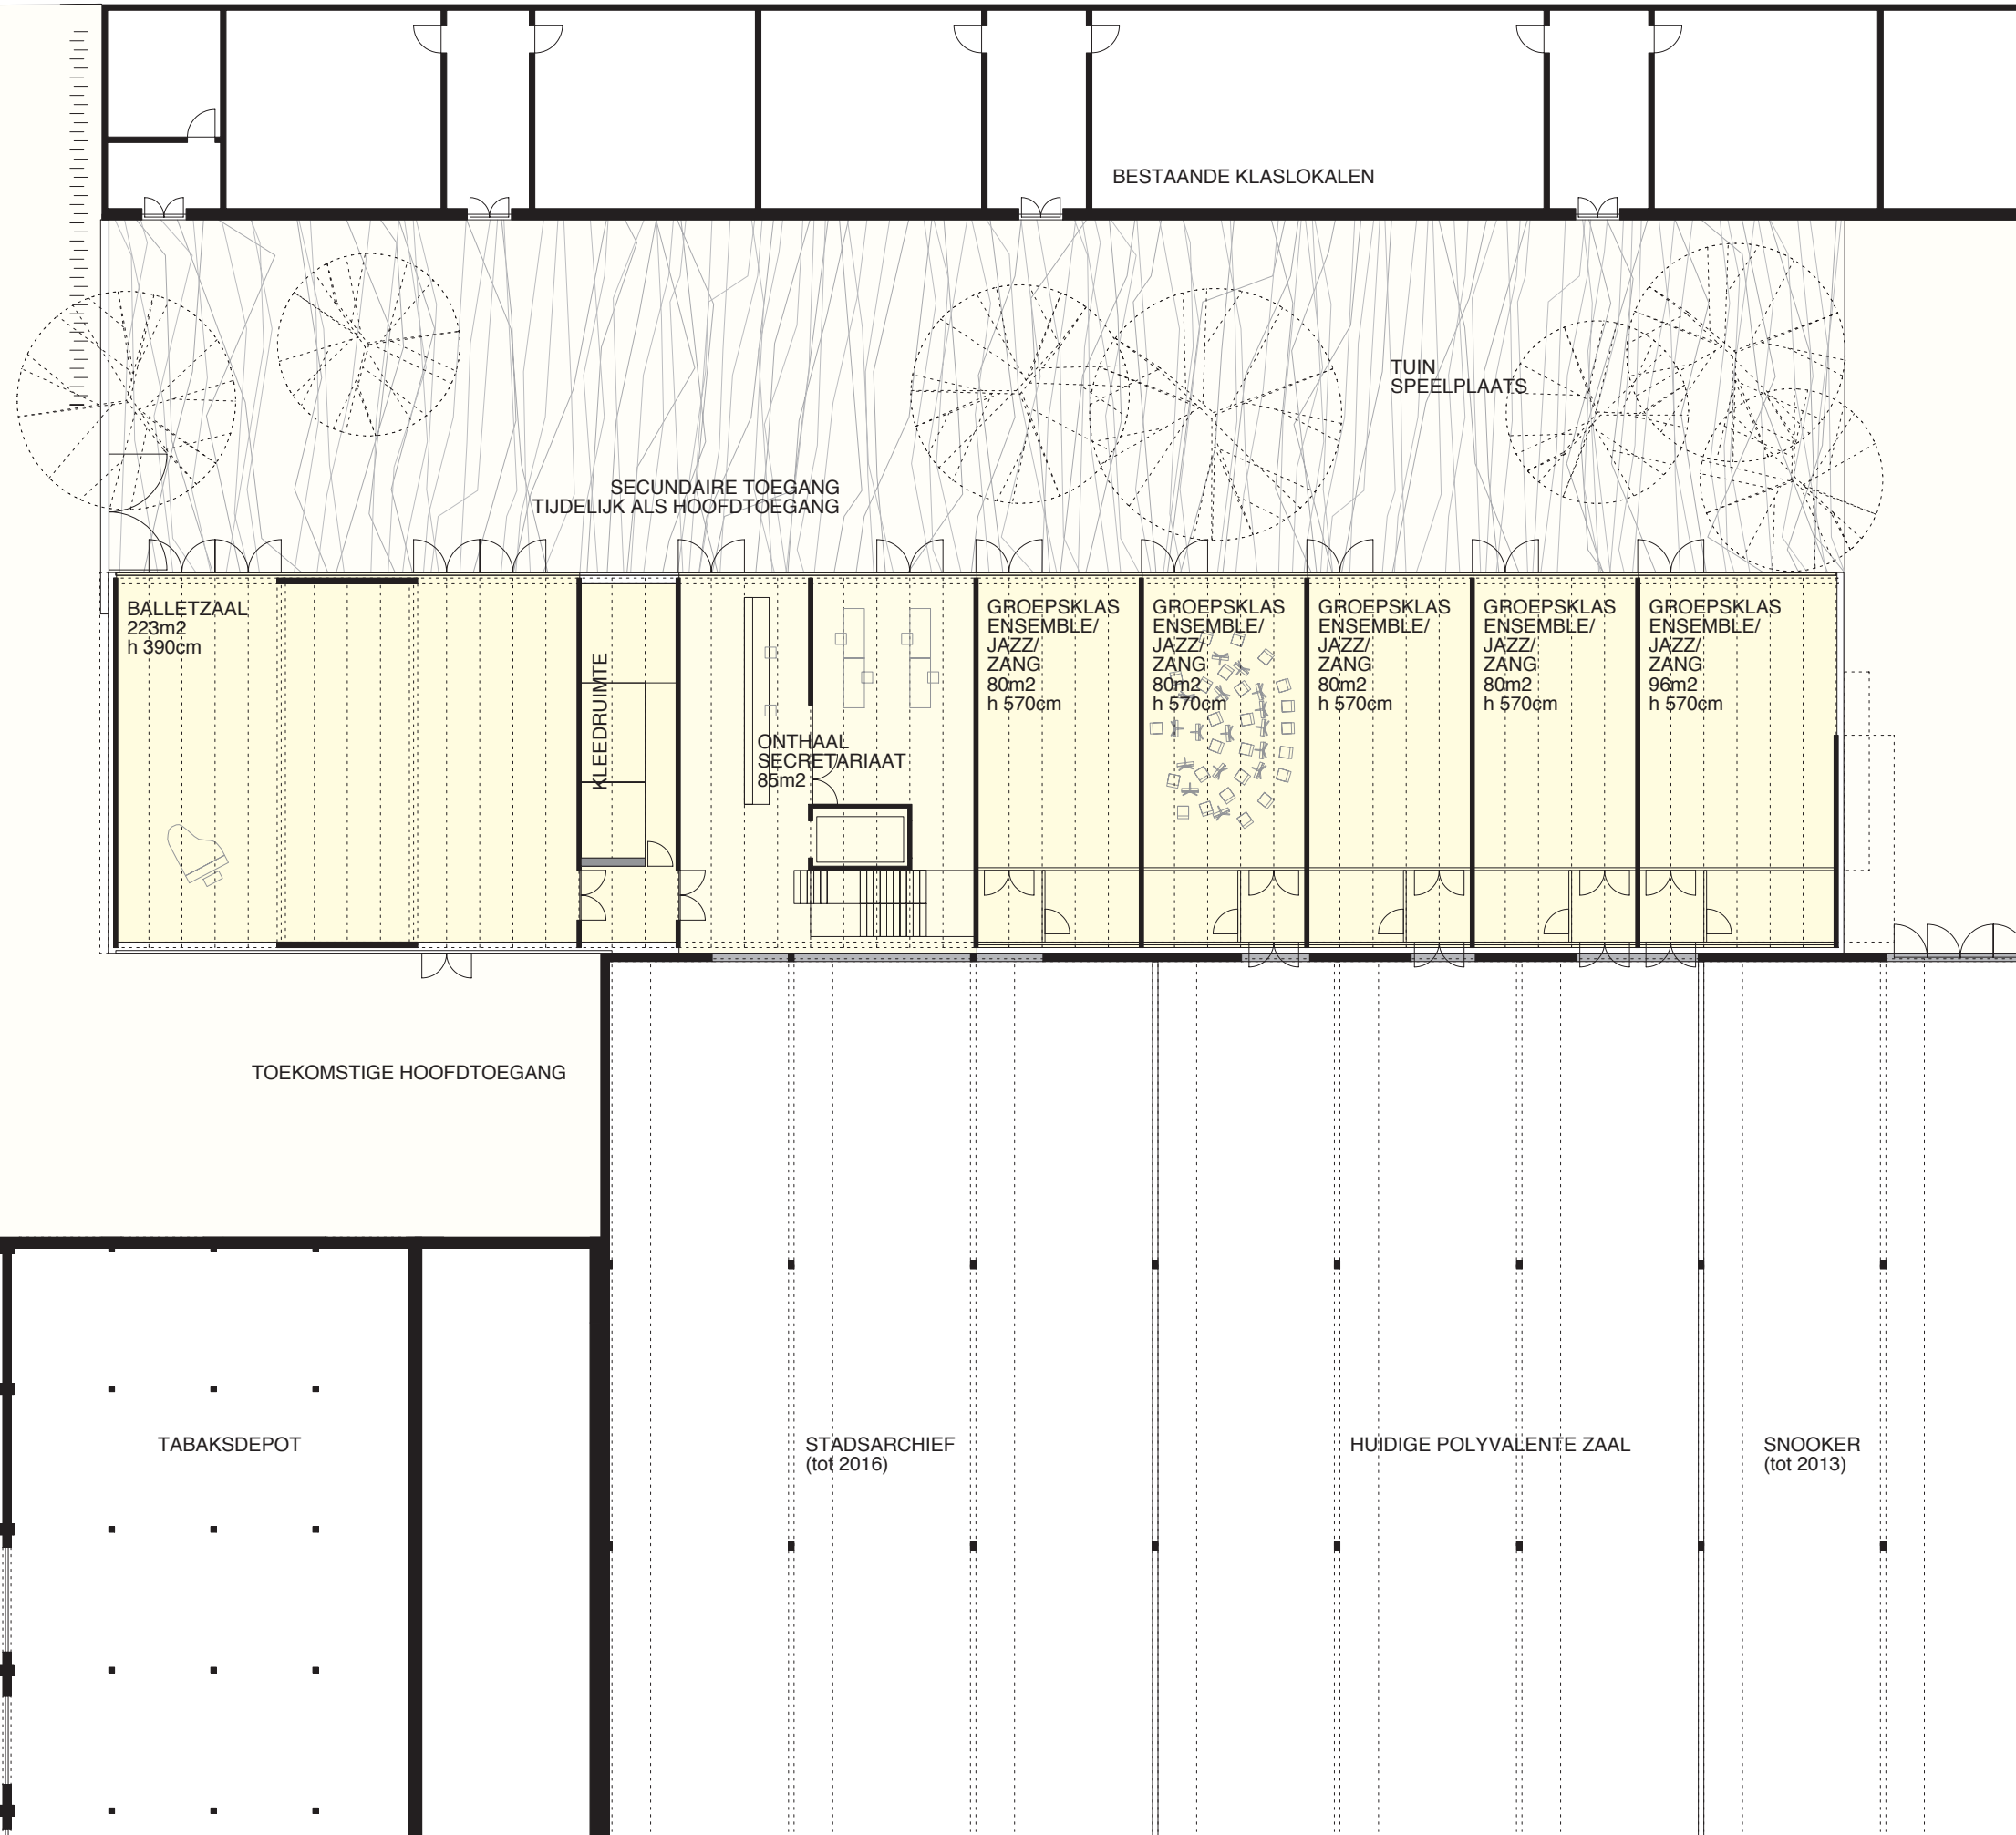 BESTAANDE KLASLOKALEN
TUIN
SPEELPLAATS
SECUNDAIRE TOEGANG
TIJDELIJK ALS HOOFDTOEGANG
BALLETZAAL
223m2
h 390cm
KLEEDRUIMTE
ONTHAAL
SECRETARIAAT
85m2
GROEPSKLAS
ENSEMBLE/
JAZZ/
ZANG
80m2
h 570cm
GROEPSKLAS
ENSEMBLE/
JAZZ/
ZANG
80m2
h 570cm
GROEPSKLAS
ENSEMBLE/
JAZZ/
ZANG
80m2
h 570cm
GROEPSKLAS
ENSEMBLE/
JAZZ/
ZANG
80m2
h 570cm
GROEPSKLAS
ENSEMBLE/
JAZZ/
ZANG
96m2
h 570cm
TOEKOMSTIGE HOOFDTOEGANG
TABAKSDEPOT
STADSARCHIEF
(tot 2016)
HUIDIGE POLYVALENTE ZAAL
SNOOKER
(tot 2013)